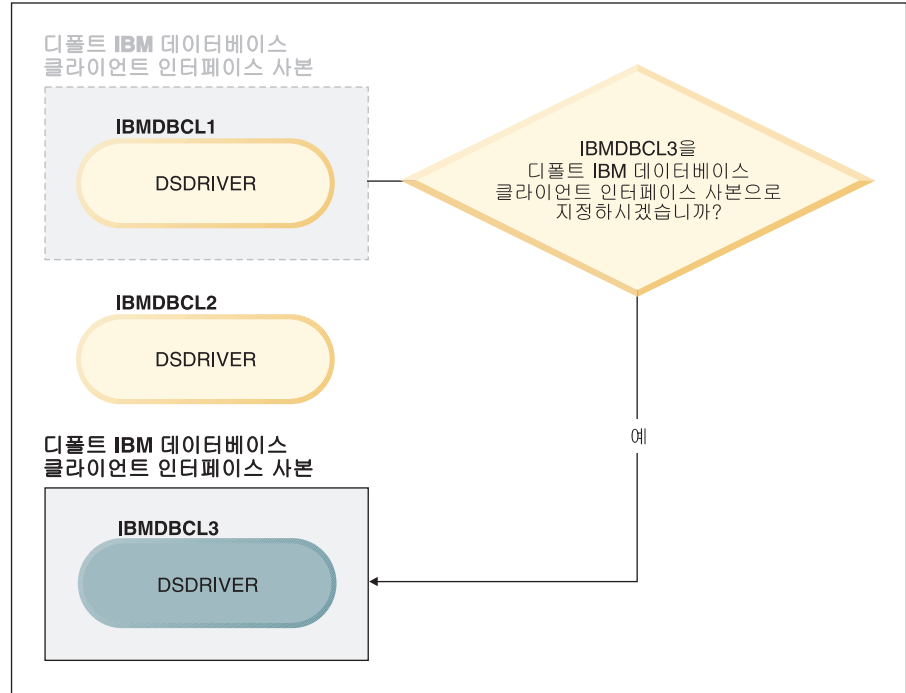 디폴트 IBM 데이터베이스
클라이언트 인터페이스 사본
IBMDBCL1
DSDRIVER
IBMDBCL3을
디폴트 IBM 데이터베이스
클라이언트 인터페이스 사본으로
지정하시겠습니까?
IBMDBCL2
DSDRIVER
예
디폴트 IBM 데이터베이스
클라이언트 인터페이스 사본
IBMDBCL3
DSDRIVER